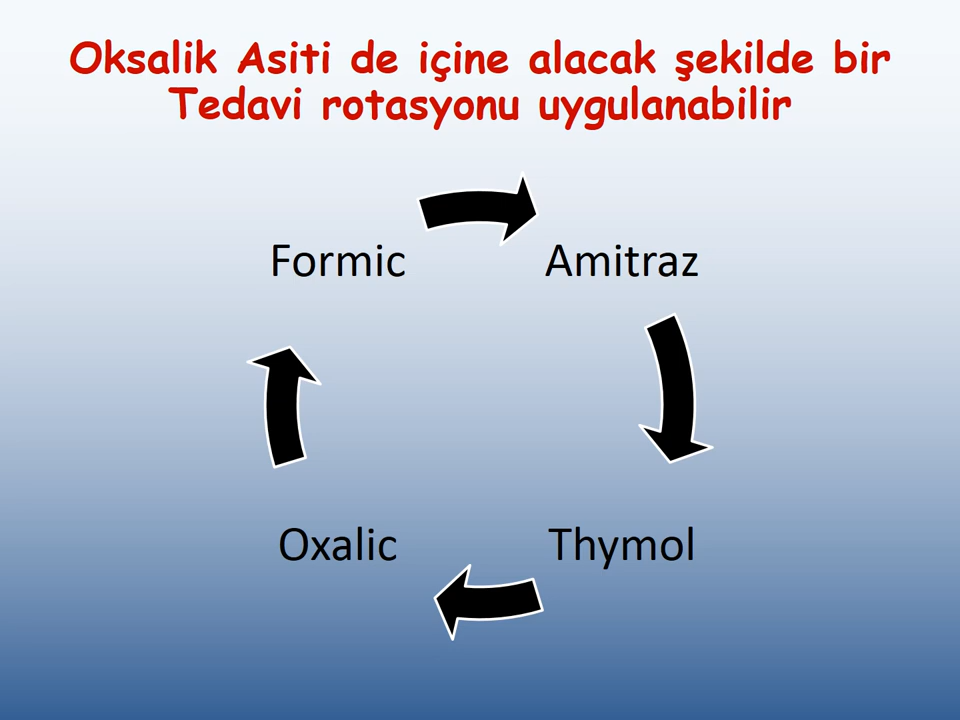 Oksalik Asiti de içine alacak şekilde bir
Tedavi rotasyonu uygulanabilir
Formic
Amitraz
Oxalic
Thymol